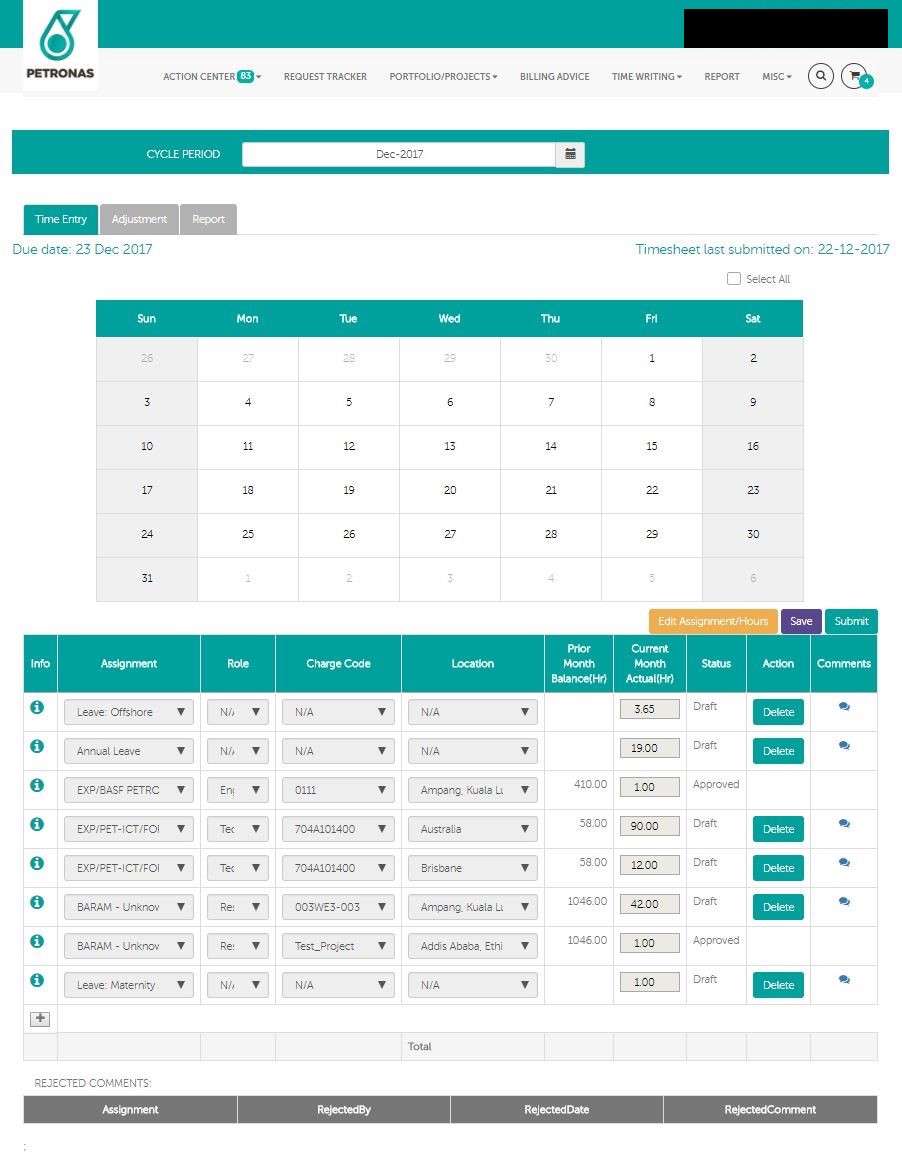 PETRONAS
ACTION CENTER 83 REQUEST TRACKER PORTFOLIO/PROJECTS BILLING ADVICE TIME WRITING REPORT MISC 4
CYCLE PERIOD Dec-2017
Time Entry Adjustment Report
Due date: 23 Dec 2017 Timesheet last submitted on: 22-12-2017
Select All
Sun Mon Tue Wed Thu Fri Sat
26 27 28 29 30 1 2
3 4 5 6 7 8 9
10 11 12 13 14 15 16
17 18 19 20 21 22 23
24 25 26 27 28 29 30
31 1 2 3 4 5 6
Edit Assignment/Hours Save Submit
Info Assignment Role Charge Code Location Prior Month Balance(Hr) Current Month Actual(Hr) Status Action Comments
Leave: Offshore N/A N/A N/A 3.65 Draft Delete
Annual Leave N/A N/A N/A 19.00 Draft Delete
EXP/BASF PETRC Eng 0111 Ampang, Kuala Lu 410.00 1.00 Approved
EXP/PET-ICT/FOI Tec 704A101400 Australia 58.00 90.00 Draft Delete
EXP/PET-ICT/FOI Tec 704A101400 Brisbane 58.00 12.00 Draft Delete
BARAM - Unknov Res 003WE3-003 Ampang, Kuala Lu 1046.00 42.00 Draft Delete
BARAM - Unknov Res Test_Project Addis Ababa, Ethi 1046.00 1.00 Approved
Leave: Maternity N/A N/A N/A 1.00 Draft Delete
+
Total
REJECTED COMMENTS:
Assignment RejectedBy RejectedDate RejectedComment
;